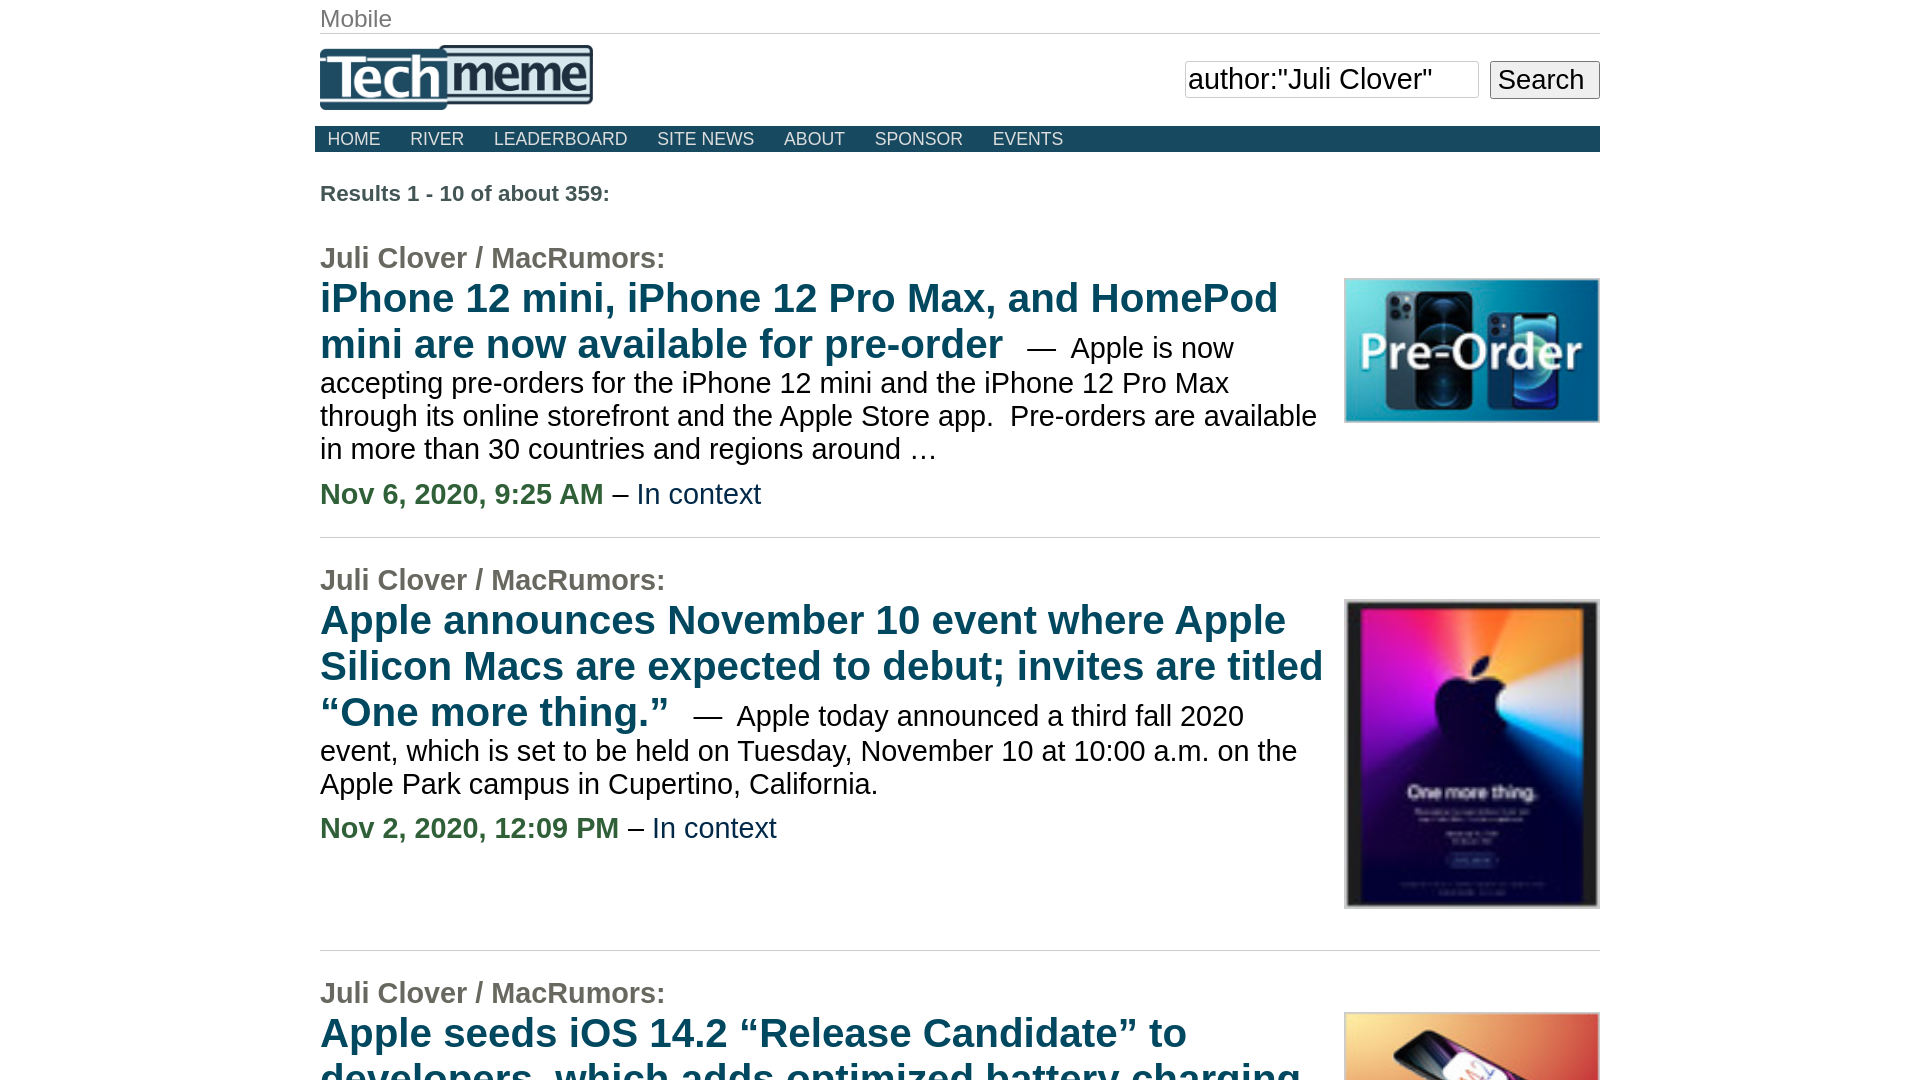 Mobile
Techmeme
author:"Juli Clover"
Search
HOME RIVER LEADERBOARD SITE NEWS ABOUT SPONSOR EVENTS
Results 1 - 10 of about 359:
Juli Clover / MacRumors:
iPhone 12 mini, iPhone 12 Pro Max, and HomePod
mini are now available for pre-order — Apple is now
accepting pre-orders for the iPhone 12 mini and the iPhone 12 Pro Max
through its online storefront and the Apple Store app. Pre-orders are available
in more than 30 countries and regions around …
Pre-Order
Nov 6, 2020, 9:25 AM – In context
Juli Clover / MacRumors:
Apple announces November 10 event where Apple
Silicon Macs are expected to debut; invites are titled
“One more thing.” — Apple today announced a third fall 2020
event, which is set to be held on Tuesday, November 10 at 10:00 a.m. on the
Apple Park campus in Cupertino, California.
One more thing.
Nov 2, 2020, 12:09 PM – In context
Juli Clover / MacRumors:
Apple seeds iOS 14.2 “Release Candidate” to
developers, which adds optimized battery charging